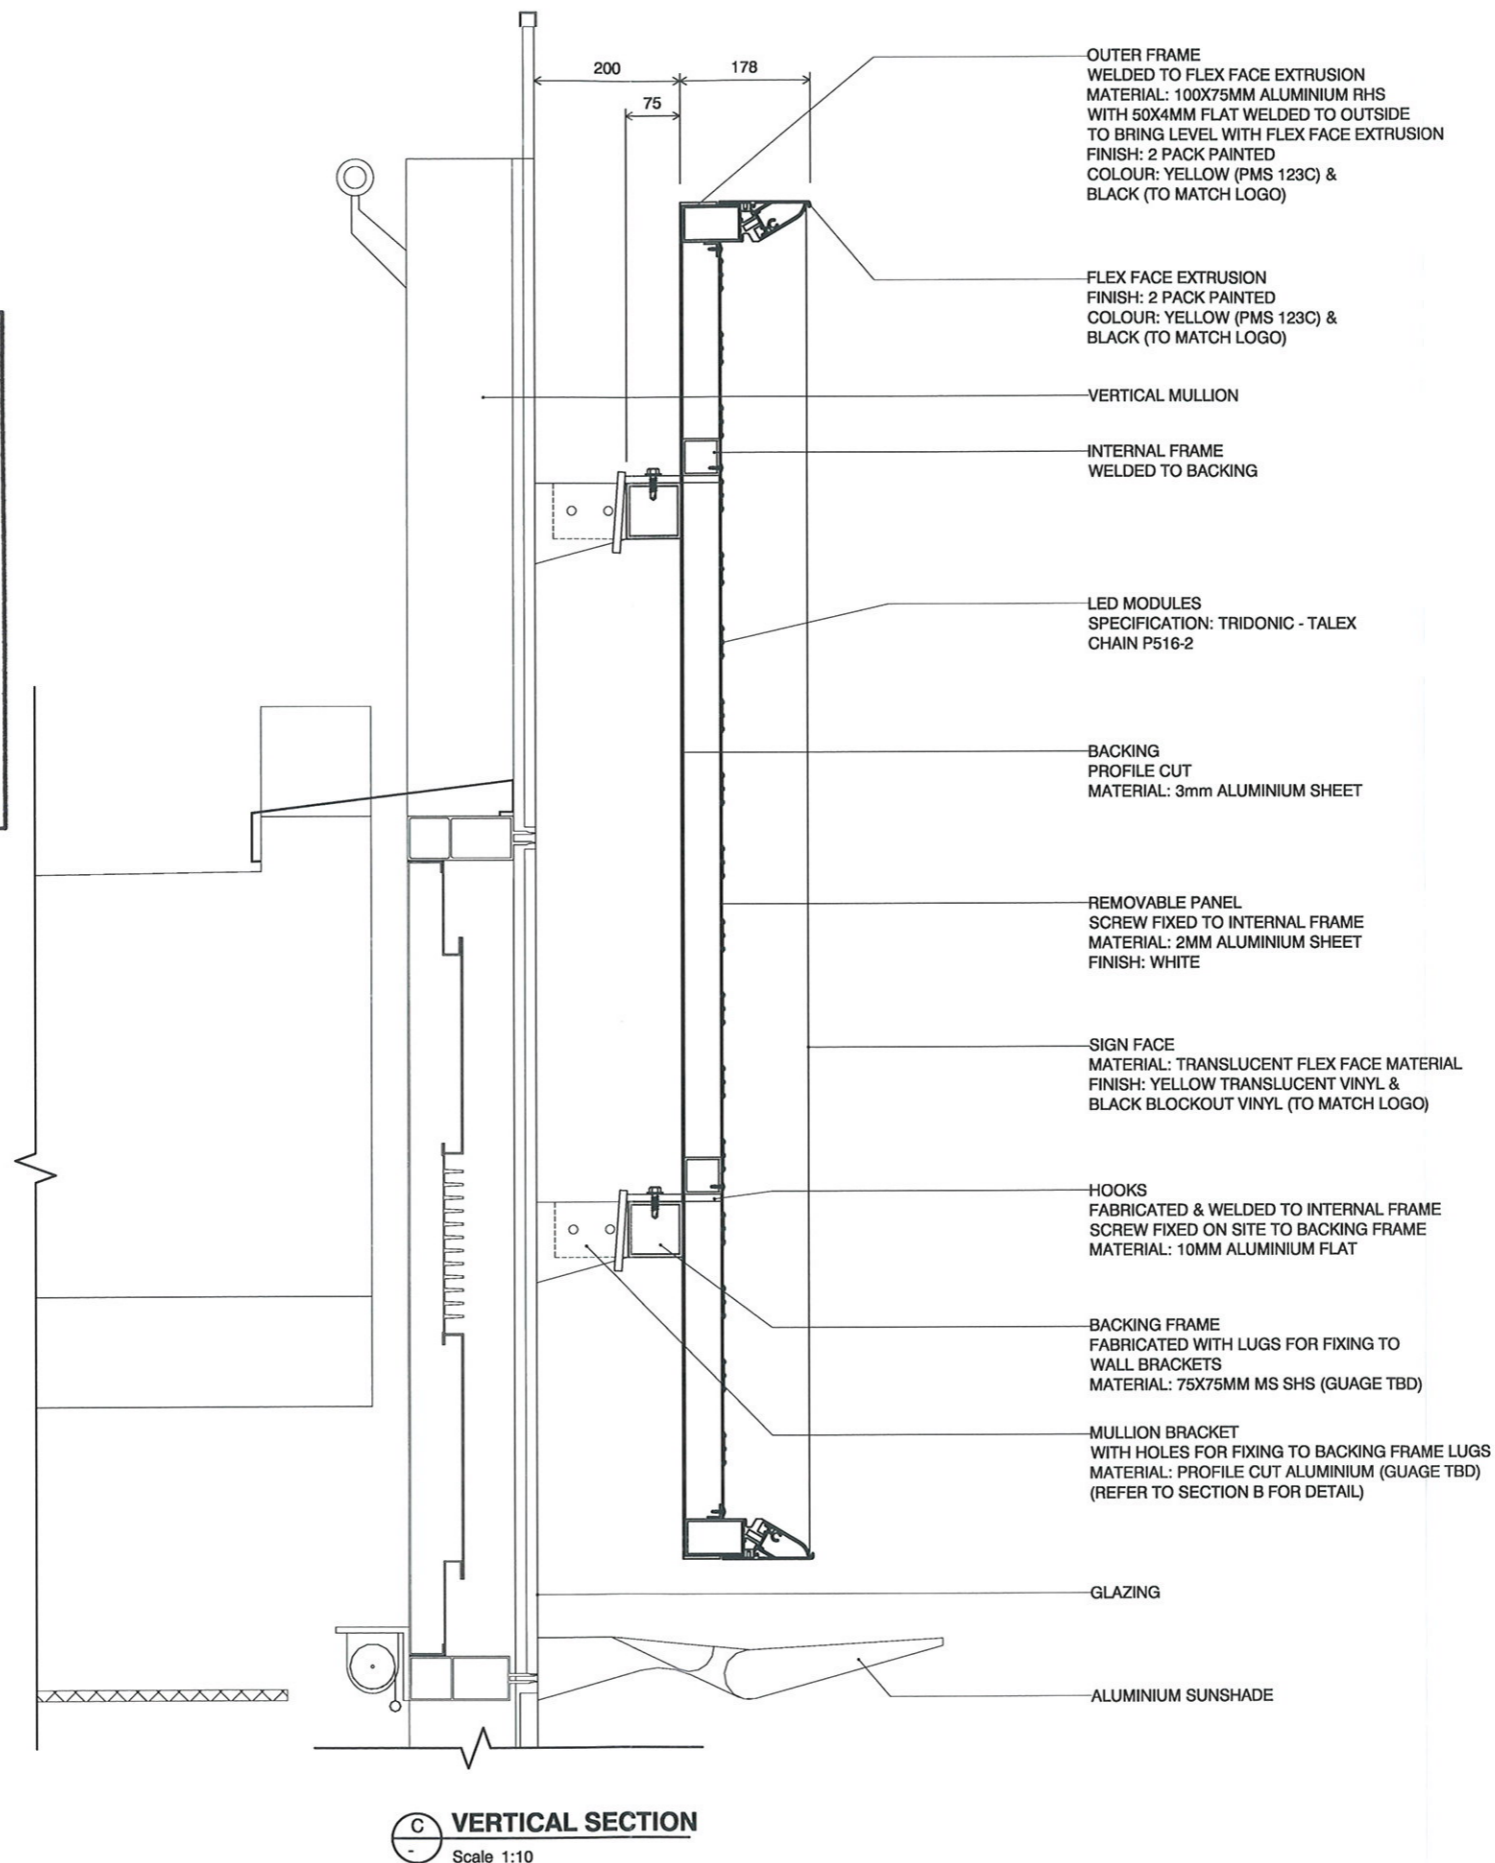 200
178
75
OUTER FRAME
WELDED TO FLEX FACE EXTRUSION
MATERIAL: 100X75MM ALUMINIUM RHS
WITH 50X4MM FLAT WELDED TO OUTSIDE
TO BRING LEVEL WITH FLEX FACE EXTRUSION
FINISH: 2 PACK PAINTED
COLOUR: YELLOW (PMS 123C) &
BLACK (TO MATCH LOGO)
FLEX FACE EXTRUSION
FINISH: 2 PACK PAINTED
COLOUR: YELLOW (PMS 123C) &
BLACK (TO MATCH LOGO)
VERTICAL MULLION
INTERNAL FRAME
WELDED TO BACKING
LED MODULES
SPECIFICATION: TRIDONIC - TALEX
CHAIN P516-2
BACKING
PROFILE CUT
MATERIAL: 3mm ALUMINIUM SHEET
REMOVABLE PANEL
SCREW FIXED TO INTERNAL FRAME
MATERIAL: 2MM ALUMINIUM SHEET
FINISH: WHITE
SIGN FACE
MATERIAL: TRANSLUCENT FLEX FACE MATERIAL
FINISH: YELLOW TRANSLUCENT VINYL &
BLACK BLOCKOUT VINYL (TO MATCH LOGO)
HOOKS
FABRICATED & WELDED TO INTERNAL FRAME
SCREW FIXED ON SITE TO BACKING FRAME
MATERIAL: 10MM ALUMINIUM FLAT
BACKING FRAME
FABRICATED WITH LUGS FOR FIXING TO
WALL BRACKETS
MATERIAL: 75X75MM MS SHS (GUAGE TBD)
MULLION BRACKET
WITH HOLES FOR FIXING TO BACKING FRAME LUGS
MATERIAL: PROFILE CUT ALUMINIUM (GUAGE TBD)
(REFER TO SECTION B FOR DETAIL)
GLAZING
ALUMINIUM SUNSHADE
C
-
VERTICAL SECTION
Scale 1:10